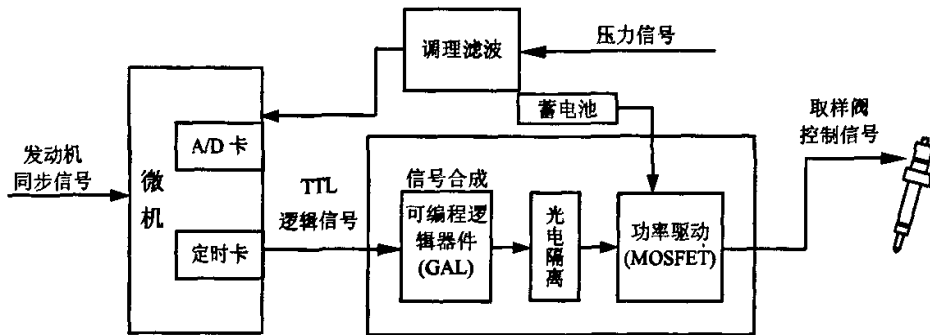 调理滤波
压力信号
蓄电池
取样阀
控制信号
发动机
同步信号
微
机
A/D 卡
定时卡
TTL
逻辑信号
信号合成
可编程逻
辑器件
(GAL)
光
电
隔
离
功率驱动
(MOSFET)